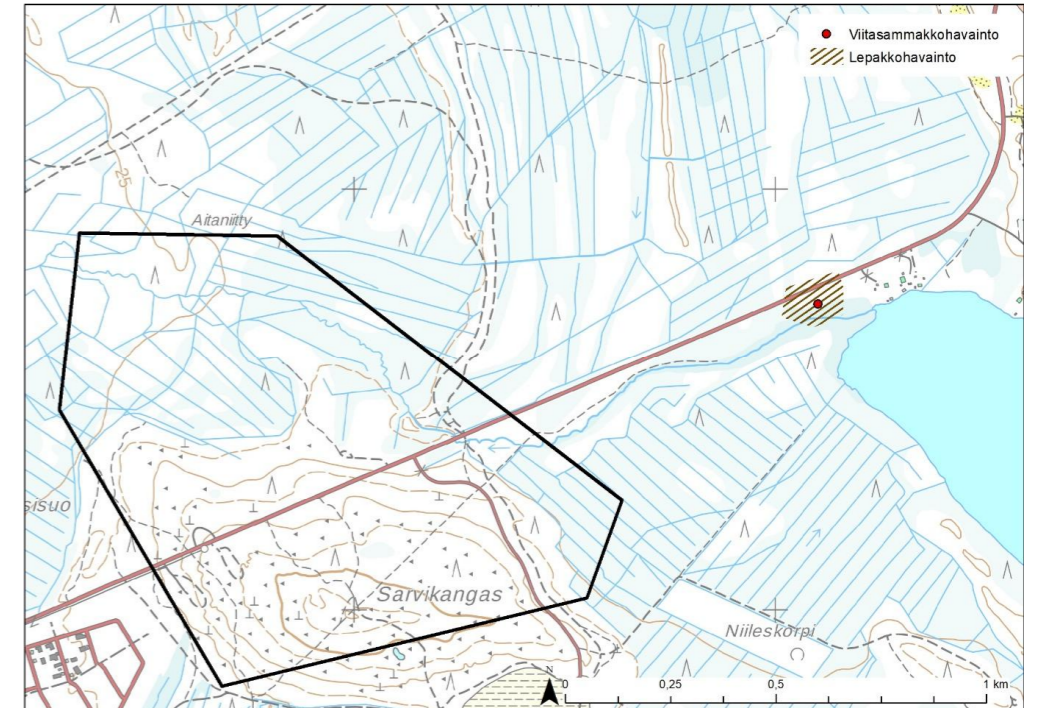 Viitasammakkohavainto
Lepakkohavainto
25
Aitaniitty
sisuo
Sarvikangas
Niileskorpi
N
0 0,25 0,5 1 km